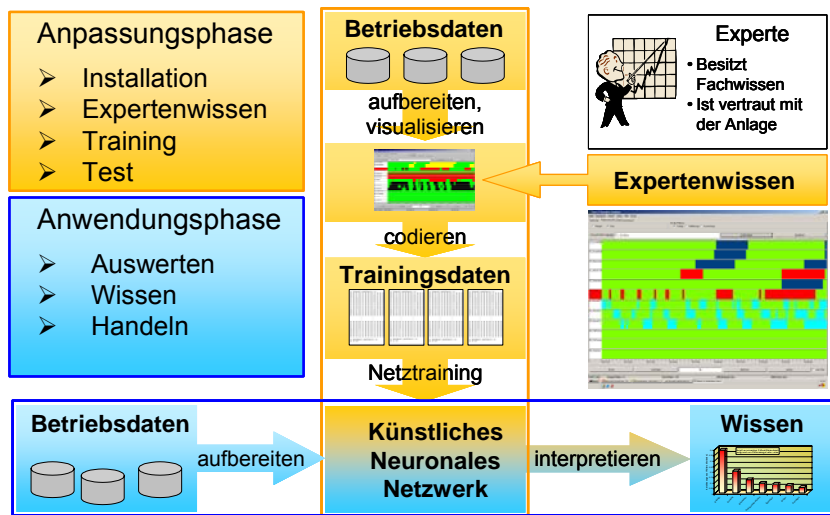 Anpassungsphase
➢ Installation
➢ Expertenwissen
➢ Training
➢ Test
Anwendungsphase
➢ Auswerten
➢ Wissen
➢ Handeln
Betriebsdaten
aufbereiten,
visualisieren
codieren
Trainingsdaten
Netztraining
Experte
• Besitzt
Fachwissen
• Ist vertraut mit
der Anlage
Expertenwissen
Betriebsdaten
aufbereiten
Künstliches
Neuronales
Netzwerk
interpretieren
Wissen